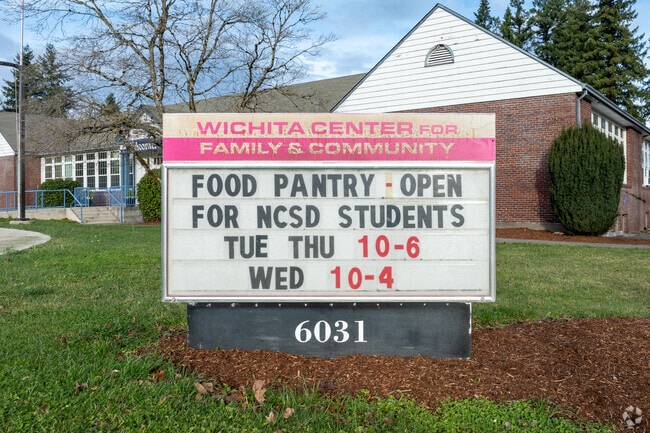 WICHITA CENTER FOR
FAMILY & COMMUNITY
FOOD PANTRY - OPEN
FOR NCSD STUDENTS
TUE THU 10-6
WED 10-4
6031